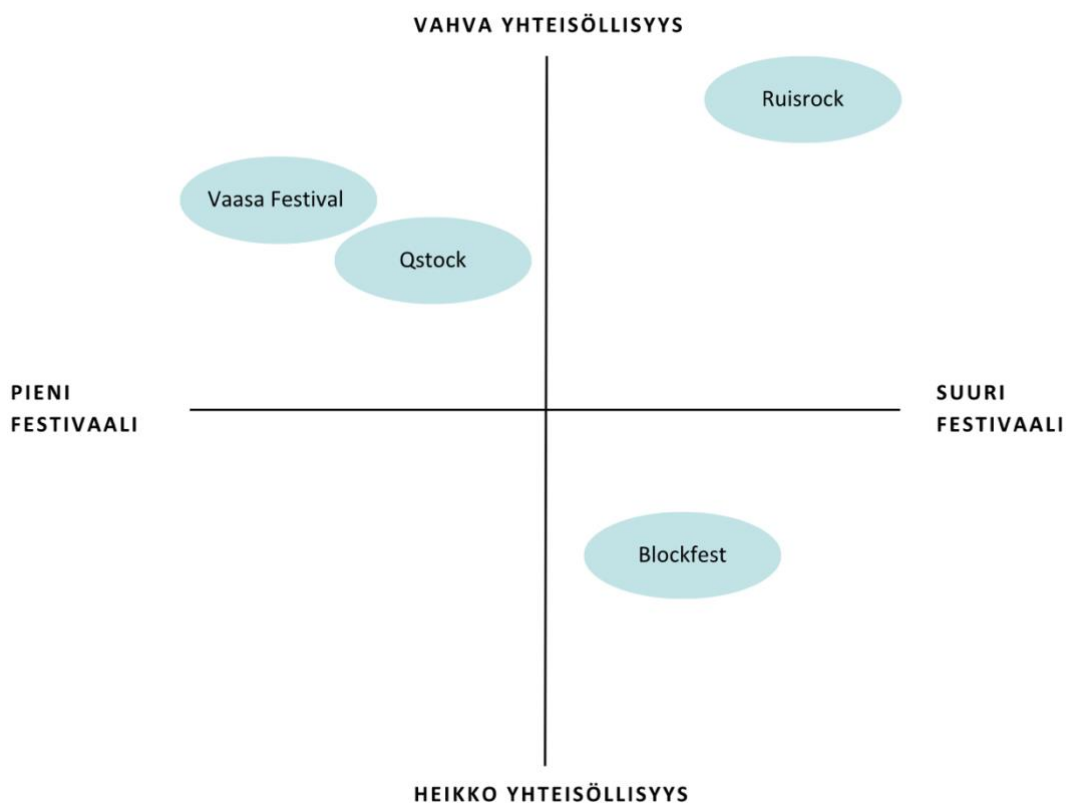 VAHVA YHTEISÖLLISYYS
Ruisrock
Vaasa Festival
Qstock
PIENI
FESTIVAALI
SUURI
FESTIVAALI
Blockfest
HEIKKO YHTEISÖLLISYYS